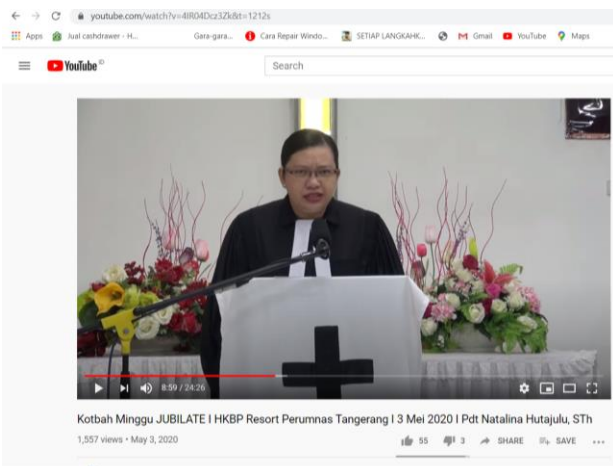 youtube.com/watch?v=4IR04Dcz3Zk&t=1212s
Apps Jual cashdrawer - H... Gara-gara... Cara Repair Windo... SETIAP LANGKAHK... Gmail YouTube Maps
YouTube ID
Search
8:59 / 24:26
Kotbah Minggu JUBILATE I HKBP Resort Perumnas Tangerang I 3 Mei 2020 I Pdt Natalina Hutajulu, STh
1,557 views • May 3, 2020
55 3 SHARE